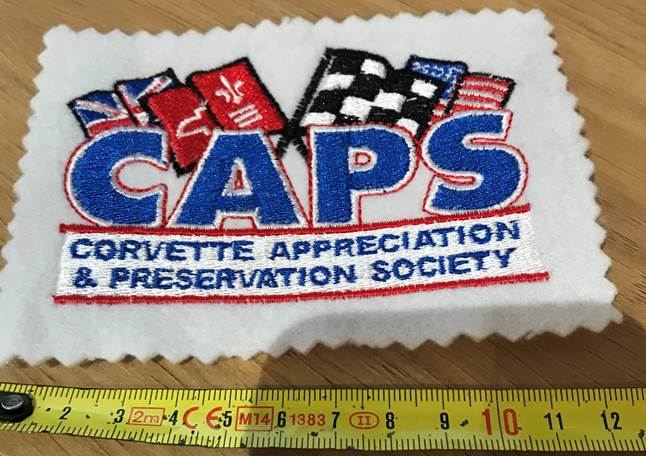 CAPS
CORVETTE APPRECIATION
& PRESERVATION SOCIETY
2 3 2m 4 CE 5 M14 6 1383 7 II 8 9 10 11 12